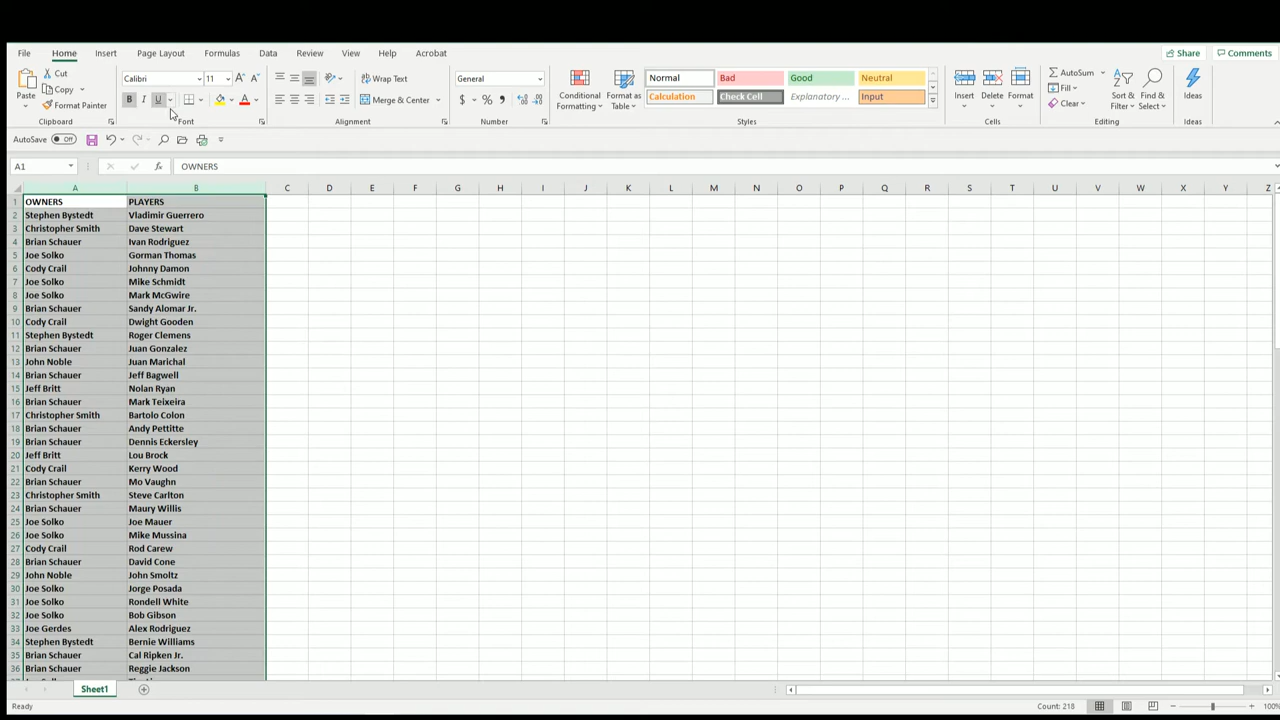 File Home Insert Page Layout Formulas Data Review View Help Acrobat Share Comments
Paste Cut Copy Format Painter Clipboard
Calibri 11 B I U Font
Wrap Text Merge & Center Alignment
General $ % Number
Conditional Formatting Format as Table
Normal Bad Good Neutral
Calculation Check Cell Explanatory ... Input
Styles
Insert Delete Format Cells
AutoSum Fill Clear Sort & Filter Find & Select Editing
Ideas Ideas
AutoSave Off
A1 fx OWNERS
A B C D E F G H I J K L M N O P Q R S T U V W X Y Z
1 OWNERS PLAYERS
2 Stephen Bystedt Vladimir Guerrero
3 Christopher Smith Dave Stewart
4 Brian Schauer Ivan Rodriguez
5 Joe Solko Gorman Thomas
6 Cody Crail Johnny Damon
7 Joe Solko Mike Schmidt
8 Joe Solko Mark McGwire
9 Brian Schauer Sandy Alomar Jr.
10 Cody Crail Dwight Gooden
11 Stephen Bystedt Roger Clemens
12 Brian Schauer Juan Gonzalez
13 John Noble Juan Marichal
14 Brian Schauer Jeff Bagwell
15 Jeff Britt Nolan Ryan
16 Brian Schauer Mark Teixeira
17 Christopher Smith Bartolo Colon
18 Brian Schauer Andy Pettitte
19 Brian Schauer Dennis Eckersley
20 Jeff Britt Lou Brock
21 Cody Crail Kerry Wood
22 Brian Schauer Mo Vaughn
23 Christopher Smith Steve Carlton
24 Brian Schauer Maury Willis
25 Joe Solko Joe Mauer
26 Joe Solko Mike Mussina
27 Cody Crail Rod Carew
28 Brian Schauer David Cone
29 John Noble John Smoltz
30 Joe Solko Jorge Posada
31 Joe Solko Rondell White
32 Joe Solko Bob Gibson
33 Joe Gerdes Alex Rodriguez
34 Stephen Bystedt Bernie Williams
35 Brian Schauer Cal Ripken Jr.
36 Brian Schauer Reggie Jackson
Sheet1
Ready Count: 218 100%